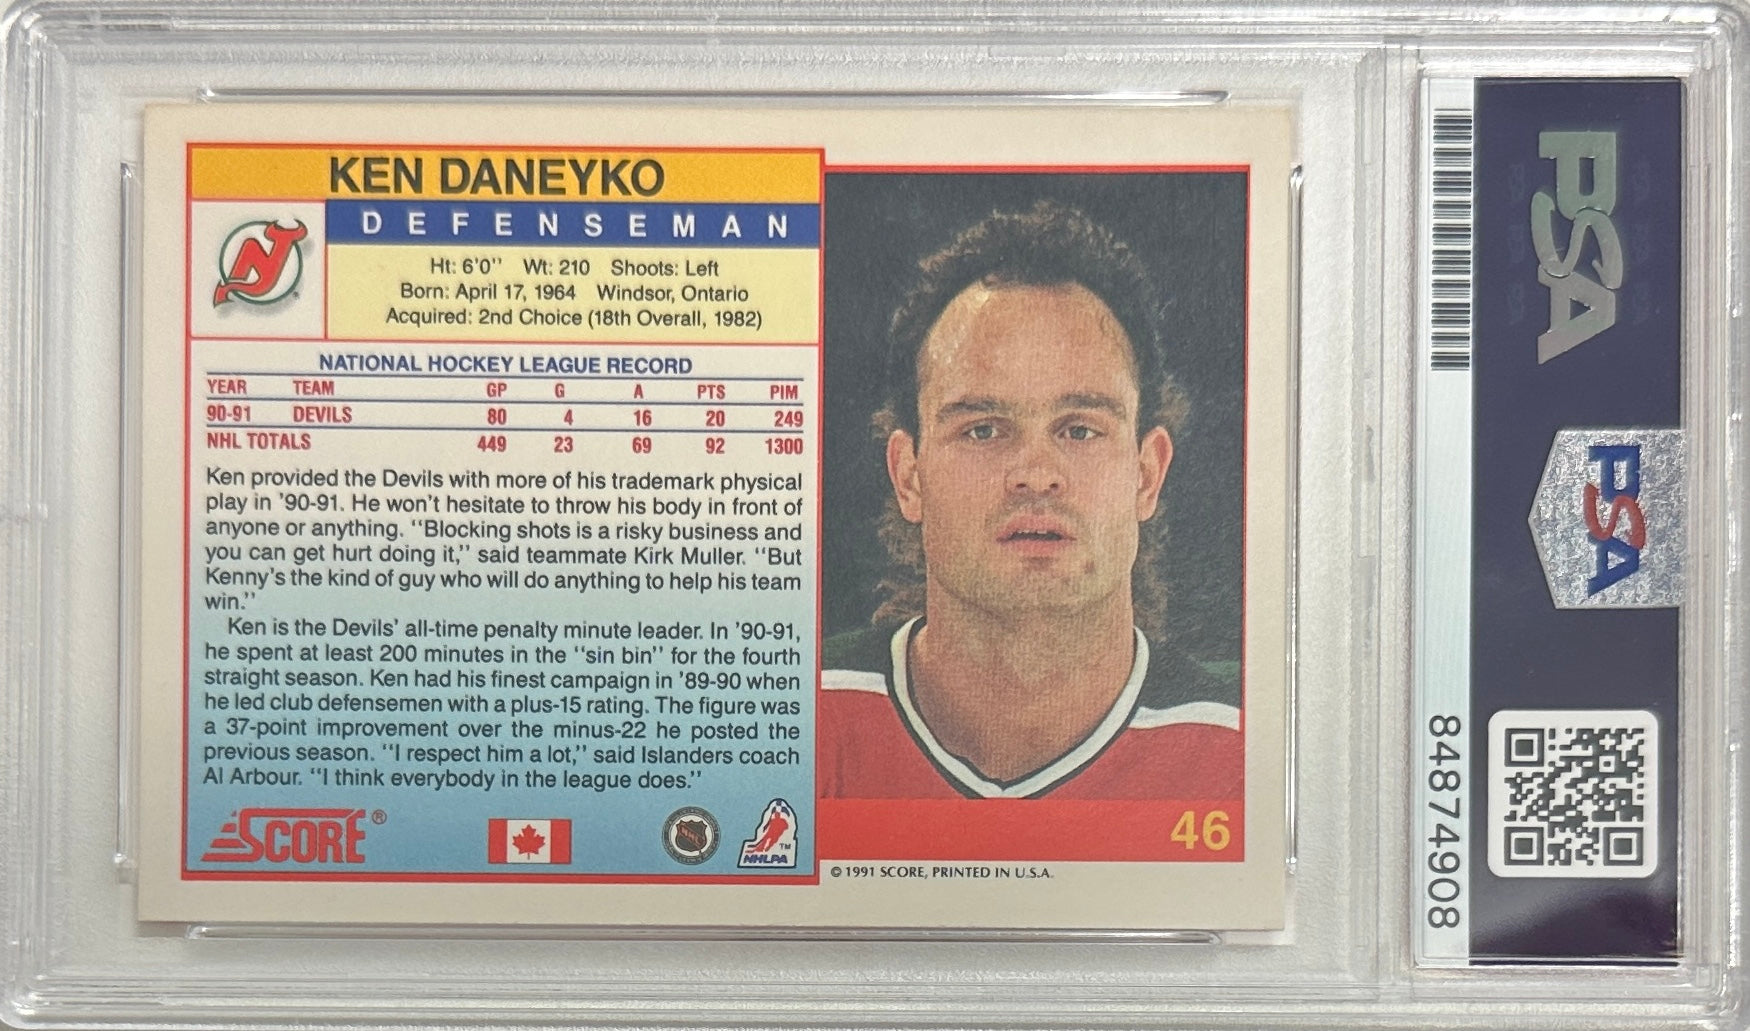 KEN DANEYKO
DEFENSEMAN
Ht: 6'0'' Wt: 210 Shoots: Left
Born: April 17, 1964 Windsor, Ontario
Acquired: 2nd Choice (18th Overall, 1982)
NATIONAL HOCKEY LEAGUE RECORD
YEAR TEAM GP G A PTS PIM
90-91 DEVILS 80 4 16 20 249
NHL TOTALS 449 23 69 92 1300
Ken provided the Devils with more of his trademark physical
play in '90-91. He won't hesitate to throw his body in front of
anyone or anything. ''Blocking shots is a risky business and
you can get hurt doing it,'' said teammate Kirk Muller. ''But
Kenny's the kind of guy who will do anything to help his team
win.''
Ken is the Devils' all-time penalty minute leader. In '90-91,
he spent at least 200 minutes in the ''sin bin'' for the fourth
straight season. Ken had his finest campaign in '89-90 when
he led club defensemen with a plus-15 rating. The figure was
a 37-point improvement over the minus-22 he posted the
previous season. ''I respect him a lot,'' said Islanders coach
Al Arbour. ''I think everybody in the league does.''
SCORE®
NHL
NHLPA™
46
© 1991 SCORE, PRINTED IN U.S.A.
PSA
PSA
84874908